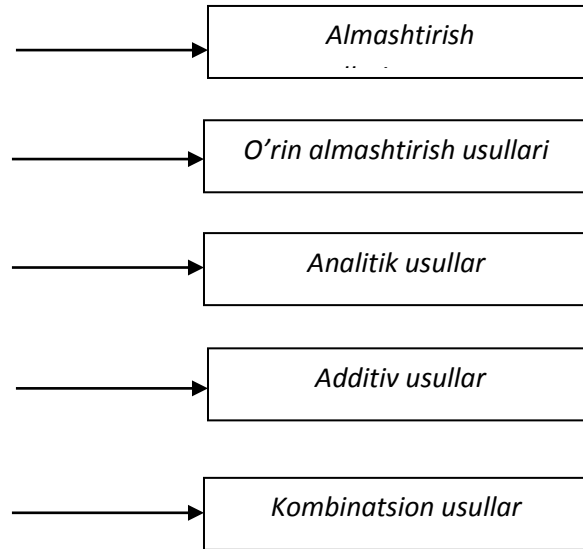 Almashtirish
O'rin almashtirish usullari
Analitik usullar
Additiv usullar
Kombinatsion usullar